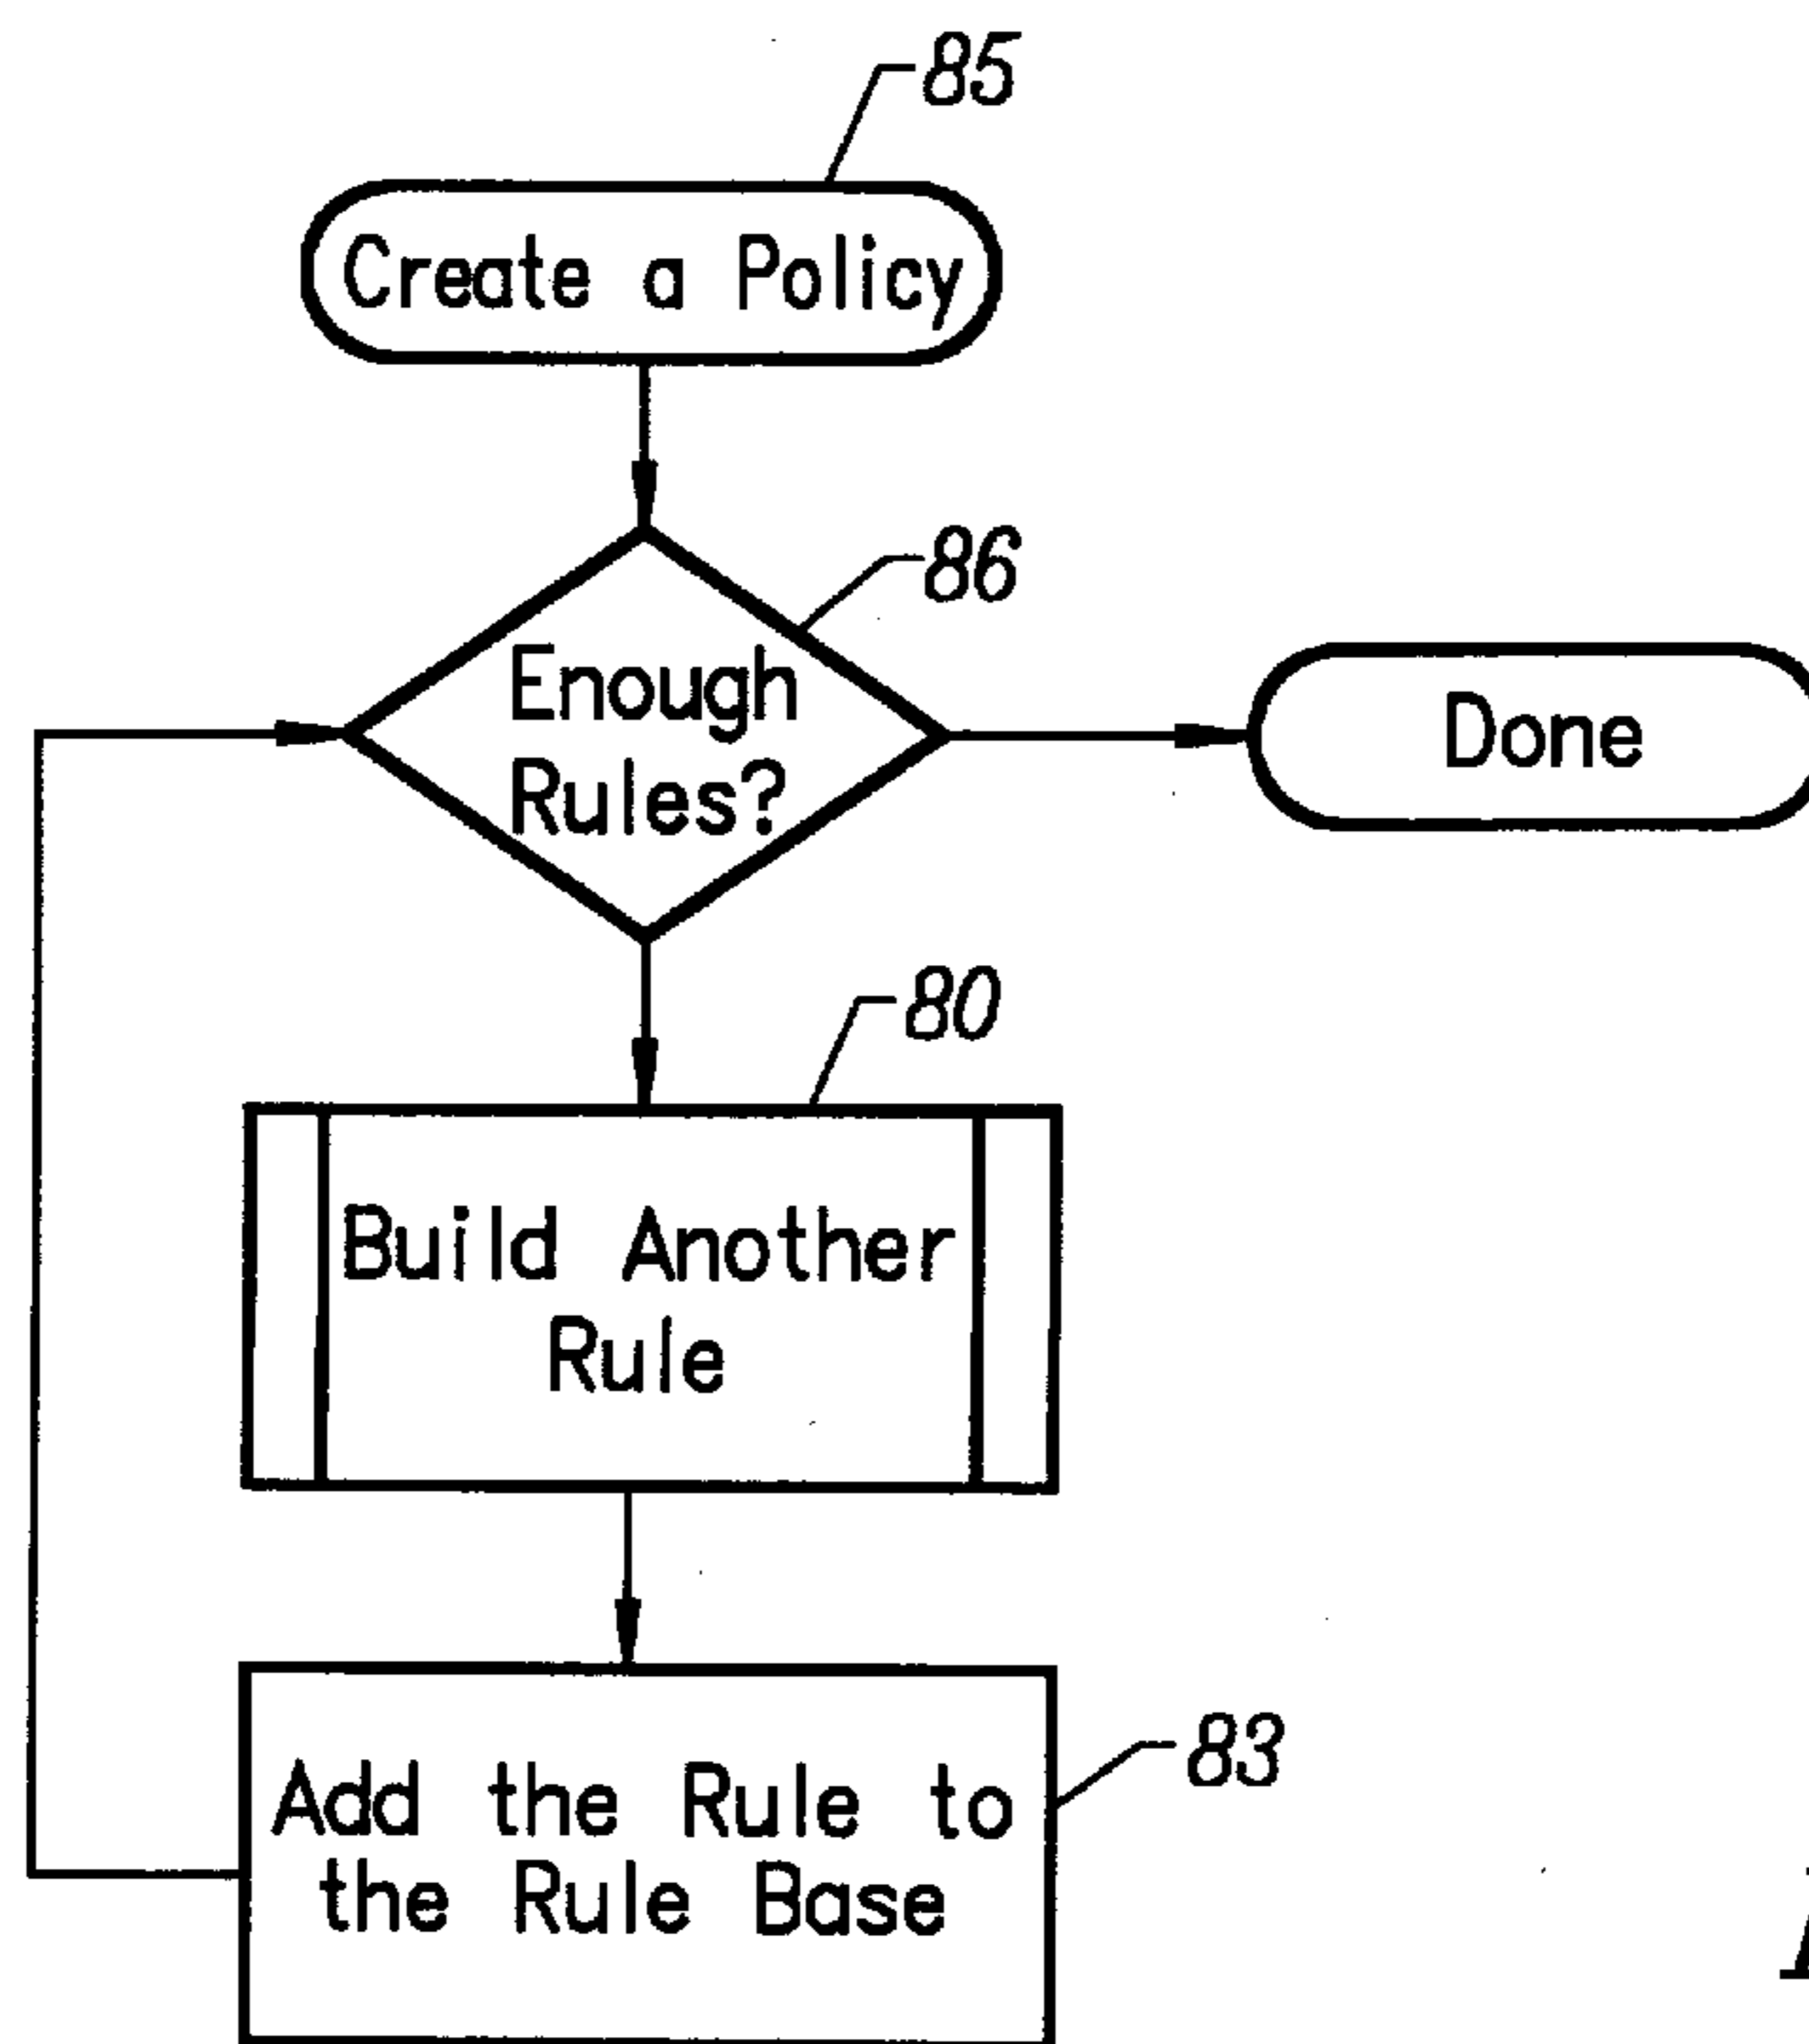 85
Create a Policy
86
Enough
Rules?
Done
80
Build Another
Rule
83
Add the Rule to
the Rule Base